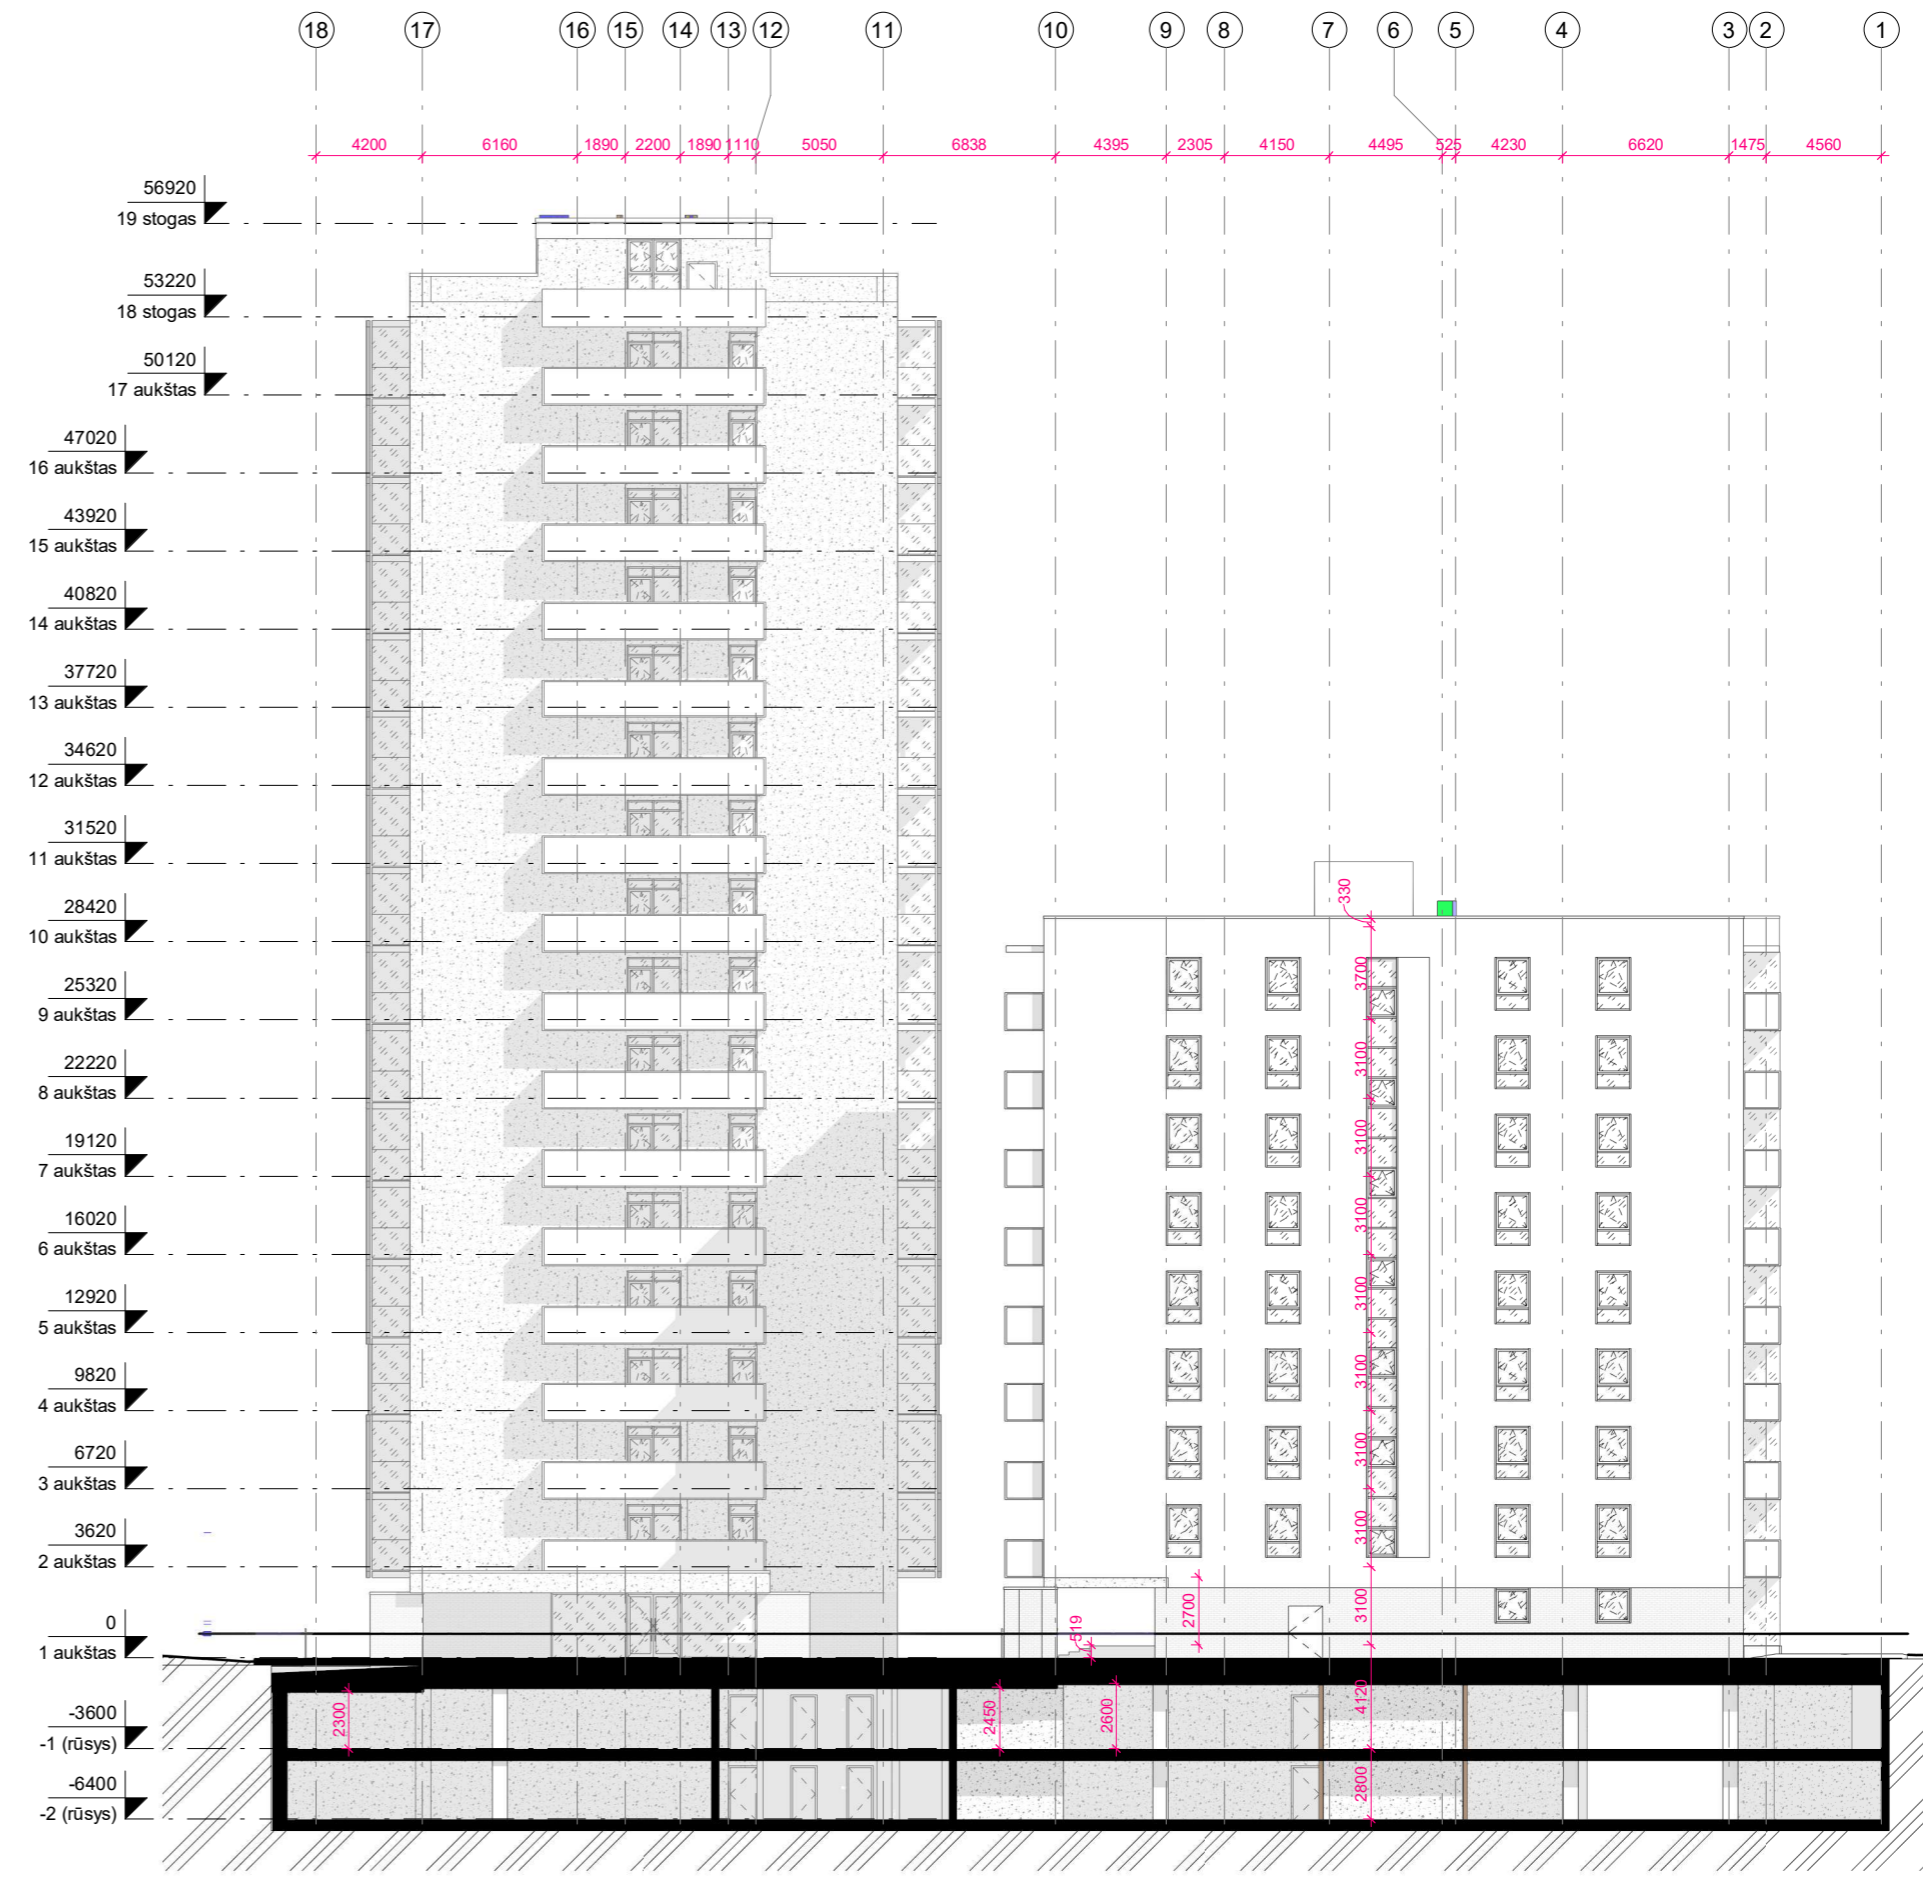 18 17 16 15 14 13 12 11 10 9 8 7 6 5 4 3 2 1
4200 6160 1890 2200 1890 1110 5050 6838 4395 2305 4150 4495 525 4230 6620 1475 4560
56920
19 stogas
53220
18 stogas
50120
17 aukštas
47020
16 aukštas
43920
15 aukštas
40820
14 aukštas
37720
13 aukštas
34620
12 aukštas
31520
11 aukštas
28420
10 aukštas
25320
9 aukštas
22220
8 aukštas
19120
7 aukštas
16020
6 aukštas
12920
5 aukštas
9820
4 aukštas
6720
3 aukštas
3620
2 aukštas
0
1 aukštas
-3600
-1 (rūsys)
-6400
-2 (rūsys)
330
3700
3100
3100
3100
3100
3100
3100
3100
3100
2700
519
4120
2300
2450
2600
2800